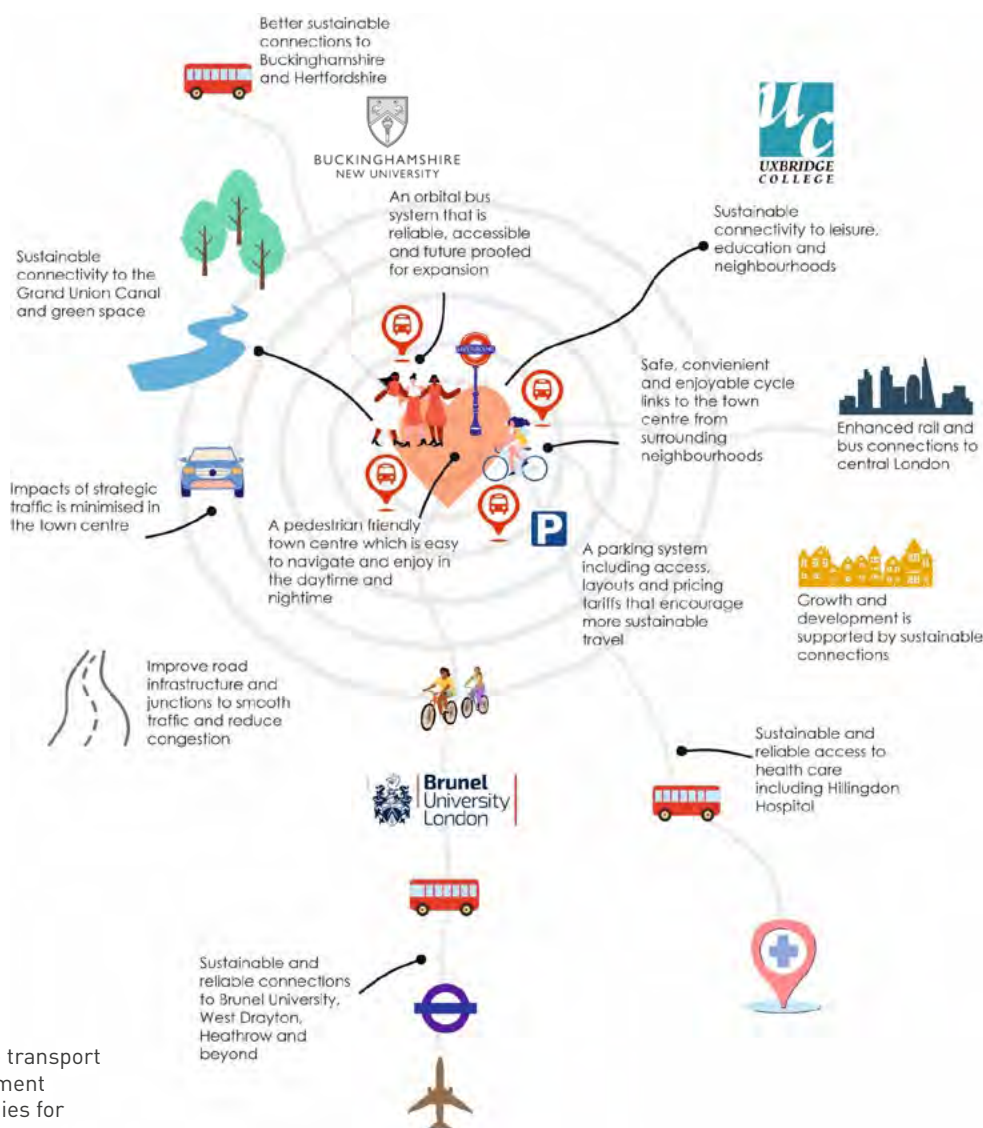 Better sustainable
connections to
Buckinghamshire
and Hertfordshire
BUCKINGHAMSHIRE
NEW UNIVERSITY
uc
UXBRIDGE
COLLEGE
An orbital bus
system that is
reliable, accessible
and future proofed
for expansion
Sustainable
connectivity to leisure,
education and
neighbourhoods
Sustainable
connectivity to the
Grand Union Canal
and green space
UNDERGROUND
Safe, convienient
and enjoyable cycle
links to the town
centre from
surrounding
neighbourhoods
Enhanced rail and
bus connections to
central London
Impacts of strategic
traffic is minimised in
the town centre
A pedestrian friendly
town centre which is easy
to navigate and enjoy in
the daytime and
nightime
P
A parking system
including access,
layouts and pricing
tariffs that encourage
more sustainable
travel
Growth and
development is
supported by sustainable
connections
Improve road
infrastructure and
junctions to smooth
traffic and reduce
congestion
Sustainable and
reliable access to
health care
including Hillingdon
Hospital
Brunel
University
London
Sustainable and
reliable connections
to Brunel University,
West Drayton,
Heathrow and
beyond
transport
ment
ies for